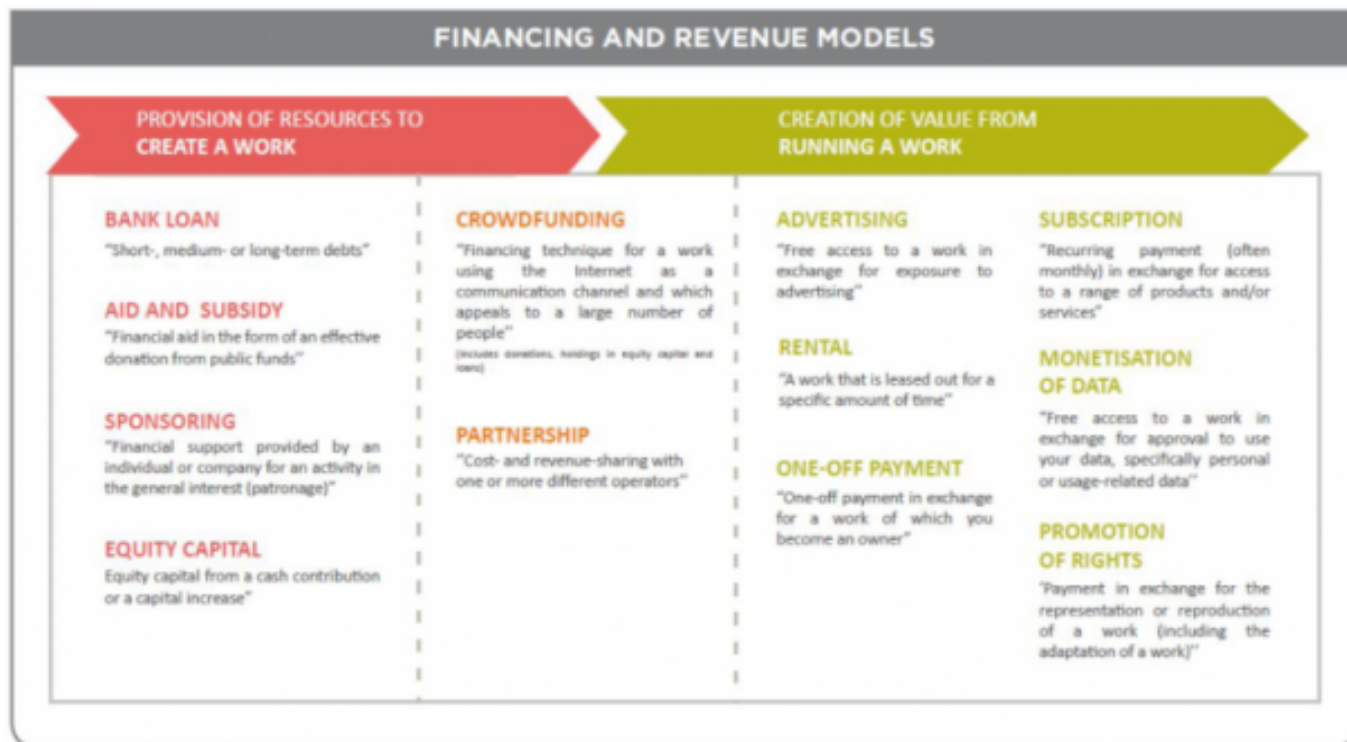 FINANCING AND REVENUE MODELS
PROVISION OF RESOURCES TO
CREATE A WORK
CREATION OF VALUE FROM
RUNNING A WORK
BANK LOAN
"Short-, medium- or long-term debts"
AID AND SUBSIDY
"Financial aid in the form of an effective
donation from public funds"
SPONSORING
"Financial support provided by an
individual or company for an activity in
the general interest (patronage)"
EQUITY CAPITAL
Equity capital from a cash contribution
or a capital increase"
CROWDFUNDING
"Financing technique for a work
using the Internet as a
communication channel and which
appeals to a large number of
people"
(Includes donations, holdings in equity capital and
loans)
PARTNERSHIP
"Cost- and revenue-sharing with
one or more different operators"
ADVERTISING
"Free access to a work in
exchange for exposure to
advertising"
RENTAL
"A work that is leased out for a
specific amount of time"
ONE-OFF PAYMENT
"One-off payment in exchange
for a work of which you
become an owner"
SUBSCRIPTION
"Recurring payment (often
monthly) in exchange for access
to a range of products and/or
services"
MONETISATION
OF DATA
"Free access to a work in
exchange for approval to use
your data, specifically personal
or usage-related data"
PROMOTION
OF RIGHTS
"Payment in exchange for the
representation or reproduction
of a work (including the
adaptation of a work)"